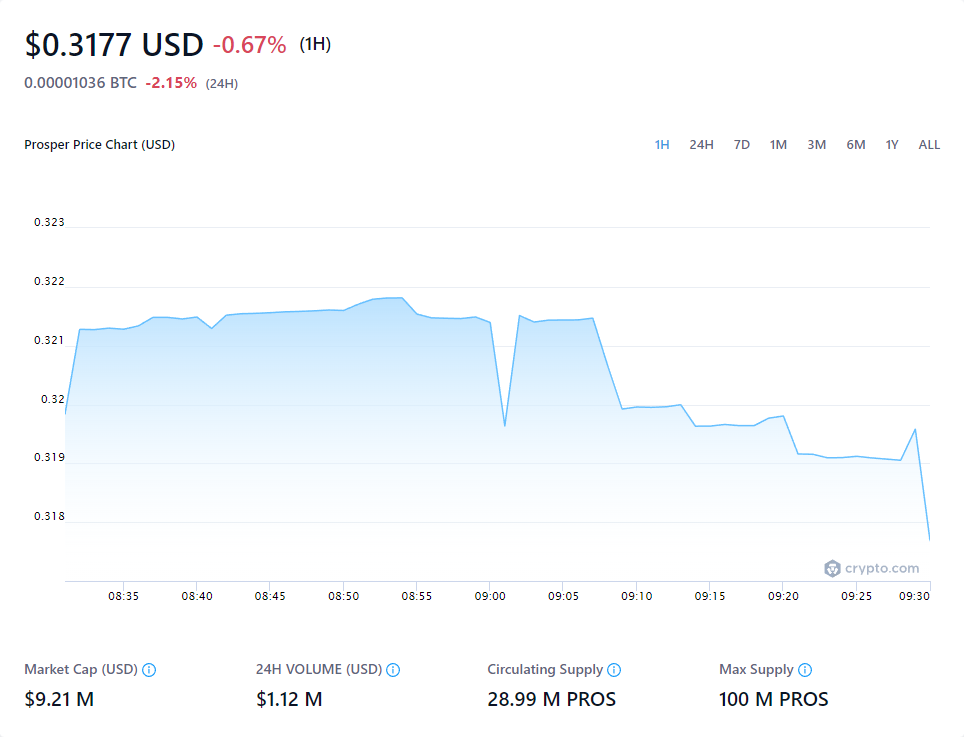 $0.3177 USD -0.67% (1H)
0.00001036 BTC -2.15% (24H)
Prosper Price Chart (USD) 1H 24H 7D 1M 3M 6M 1Y ALL
0.323
0.322
0.321
0.32
0.319
0.318
crypto.com
08:35 08:40 08:45 08:50 08:55 09:00 09:05 09:10 09:15 09:20 09:25 09:30
Market Cap (USD) 24H VOLUME (USD) Circulating Supply Max Supply
$9.21 M $1.12 M 28.99 M PROS 100 M PROS